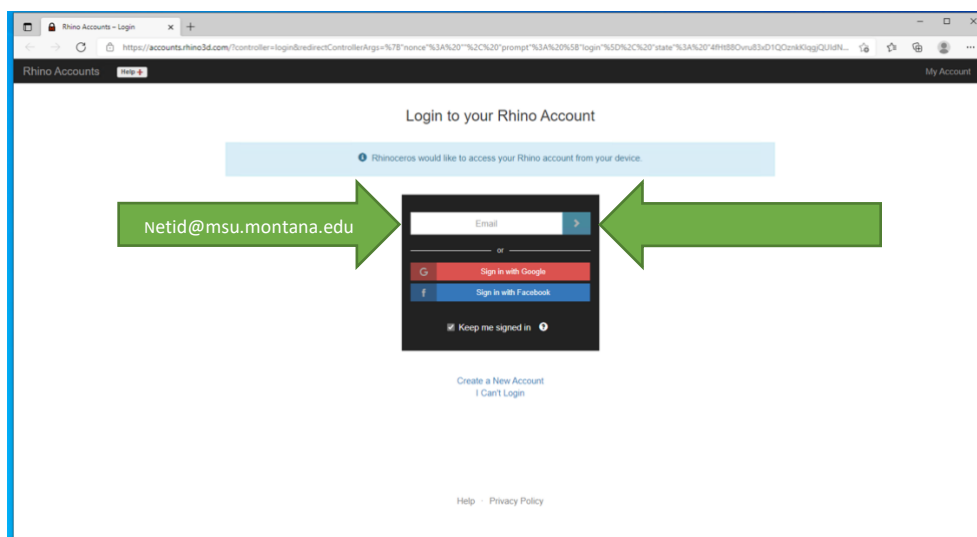 Rhino Accounts - Login
https://accounts.rhino3d.com/?controller=login&redirectControllerArgs=%7B"nonce"%3A%20""%2C%20"prompt"%3A%20%5B"login"%5D%2C%20"state"%3A%20
Rhino Accounts Help + My Account
Login to your Rhino Account
Rhinoceros would like to access your Rhino account from your device.
Netid@msu.montana.edu
Email
or
G Sign in with Google
f Sign in with Facebook
Keep me signed in ?
Create a New Account
I Can't Login
Help · Privacy Policy